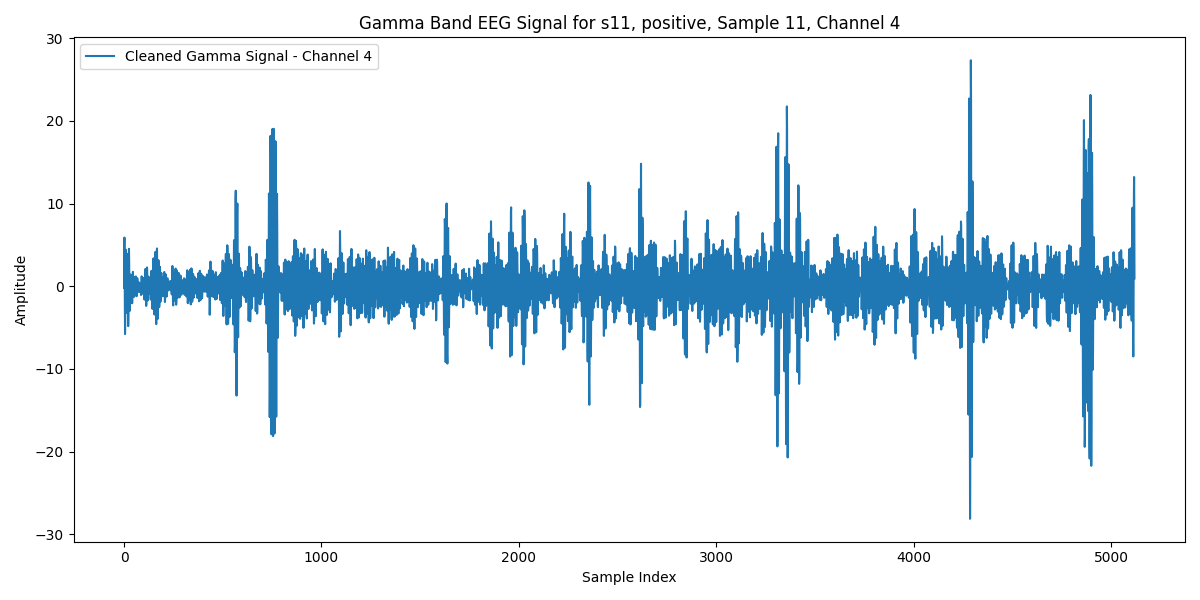 Gamma Band EEG Signal for s11, positive, Sample 11, Channel 4
Cleaned Gamma Signal - Channel 4
30
20
10
0
−10
−20
−30
Amplitude
0 1000 2000 3000 4000 5000
Sample Index